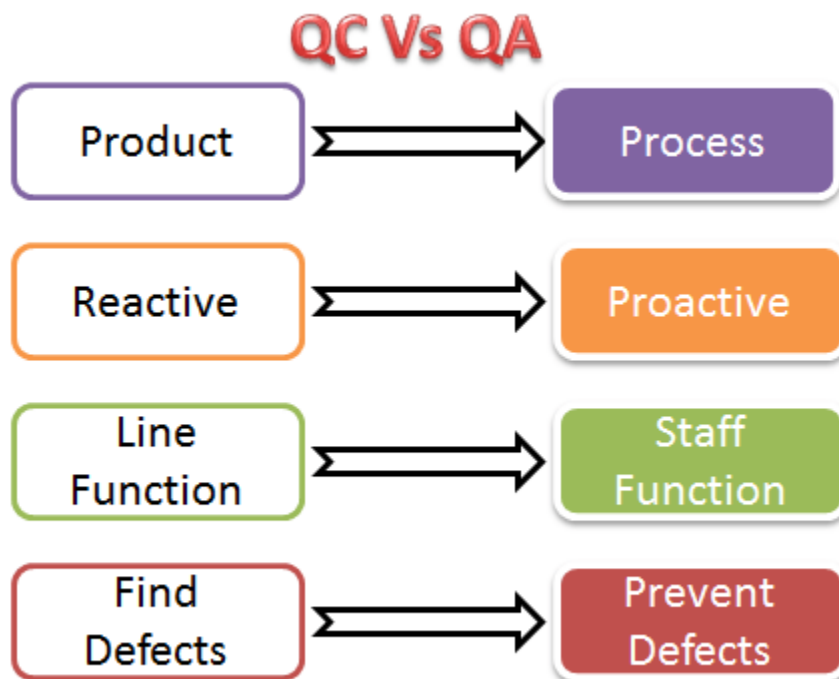 QC Vs QA
Product
Process
Reactive
Proactive
Line
Function
Staff
Function
Find
Defects
Prevent
Defects